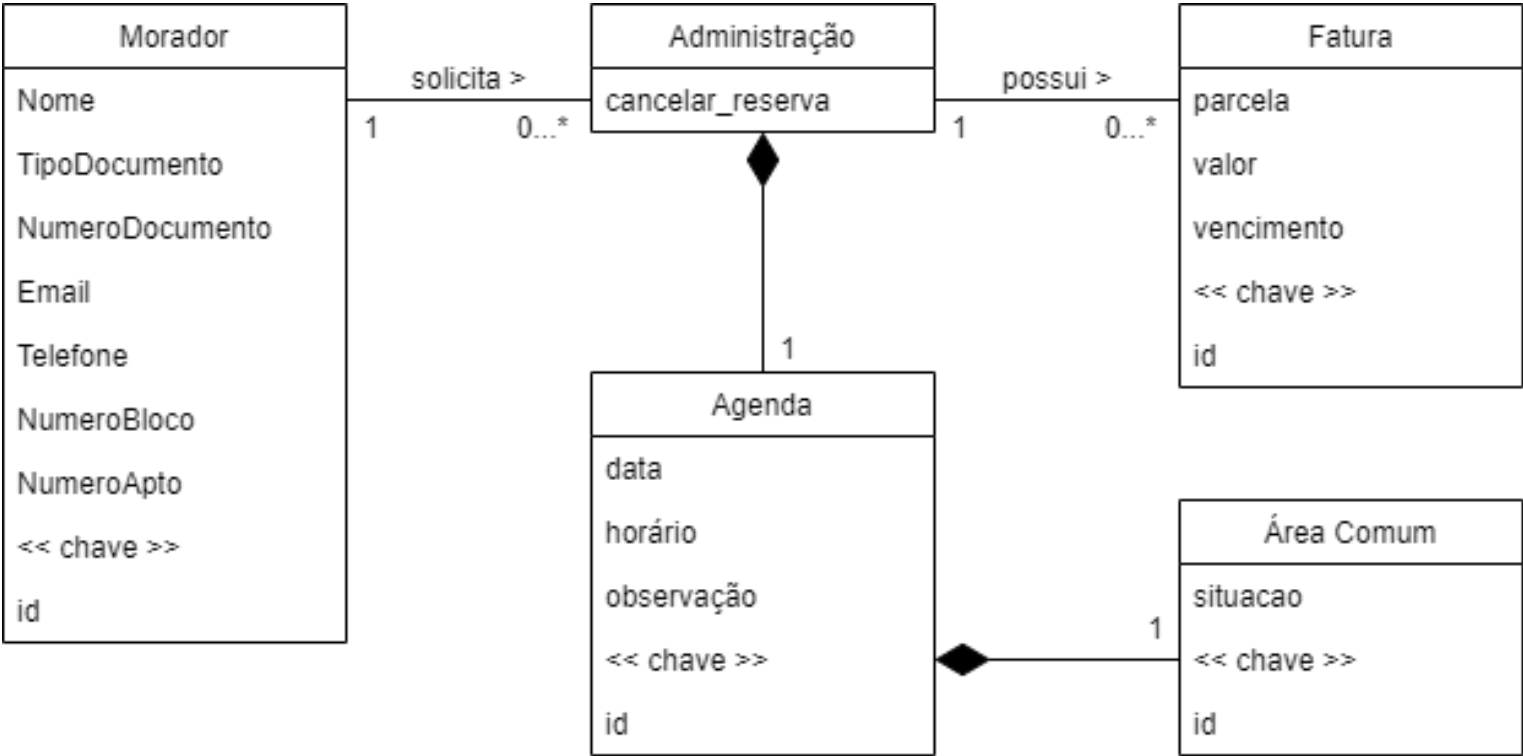 Morador
Nome
TipoDocumento
NumeroDocumento
Email
Telefone
NumeroBloco
NumeroApto
<< chave >>
id
solicita >
1
0...*
Administração
cancelar_reserva
possui >
1
0...*
Fatura
parcela
valor
vencimento
<< chave >>
id
1
Agenda
data
horário
observação
<< chave >>
id
1
Área Comum
situacao
<< chave >>
id